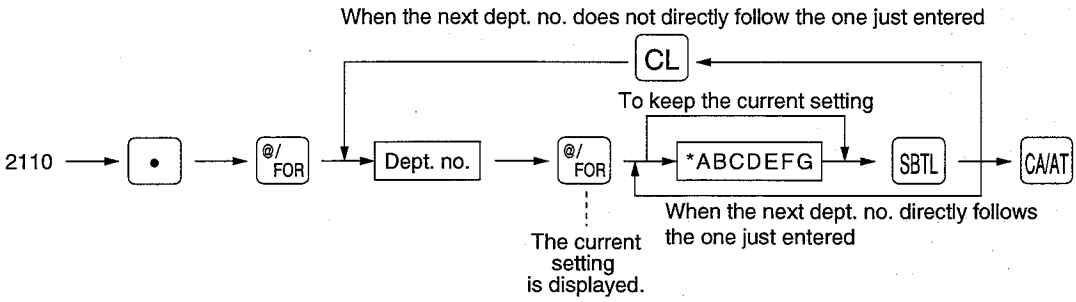 When the next dept. no. does not directly follow the one just entered
CL
To keep the current setting
2110 • @/FOR Dept. no. @/FOR *ABCDEFG SBTL CA/AT
When the next dept. no. directly follows
the one just entered
The current
setting
is displayed.